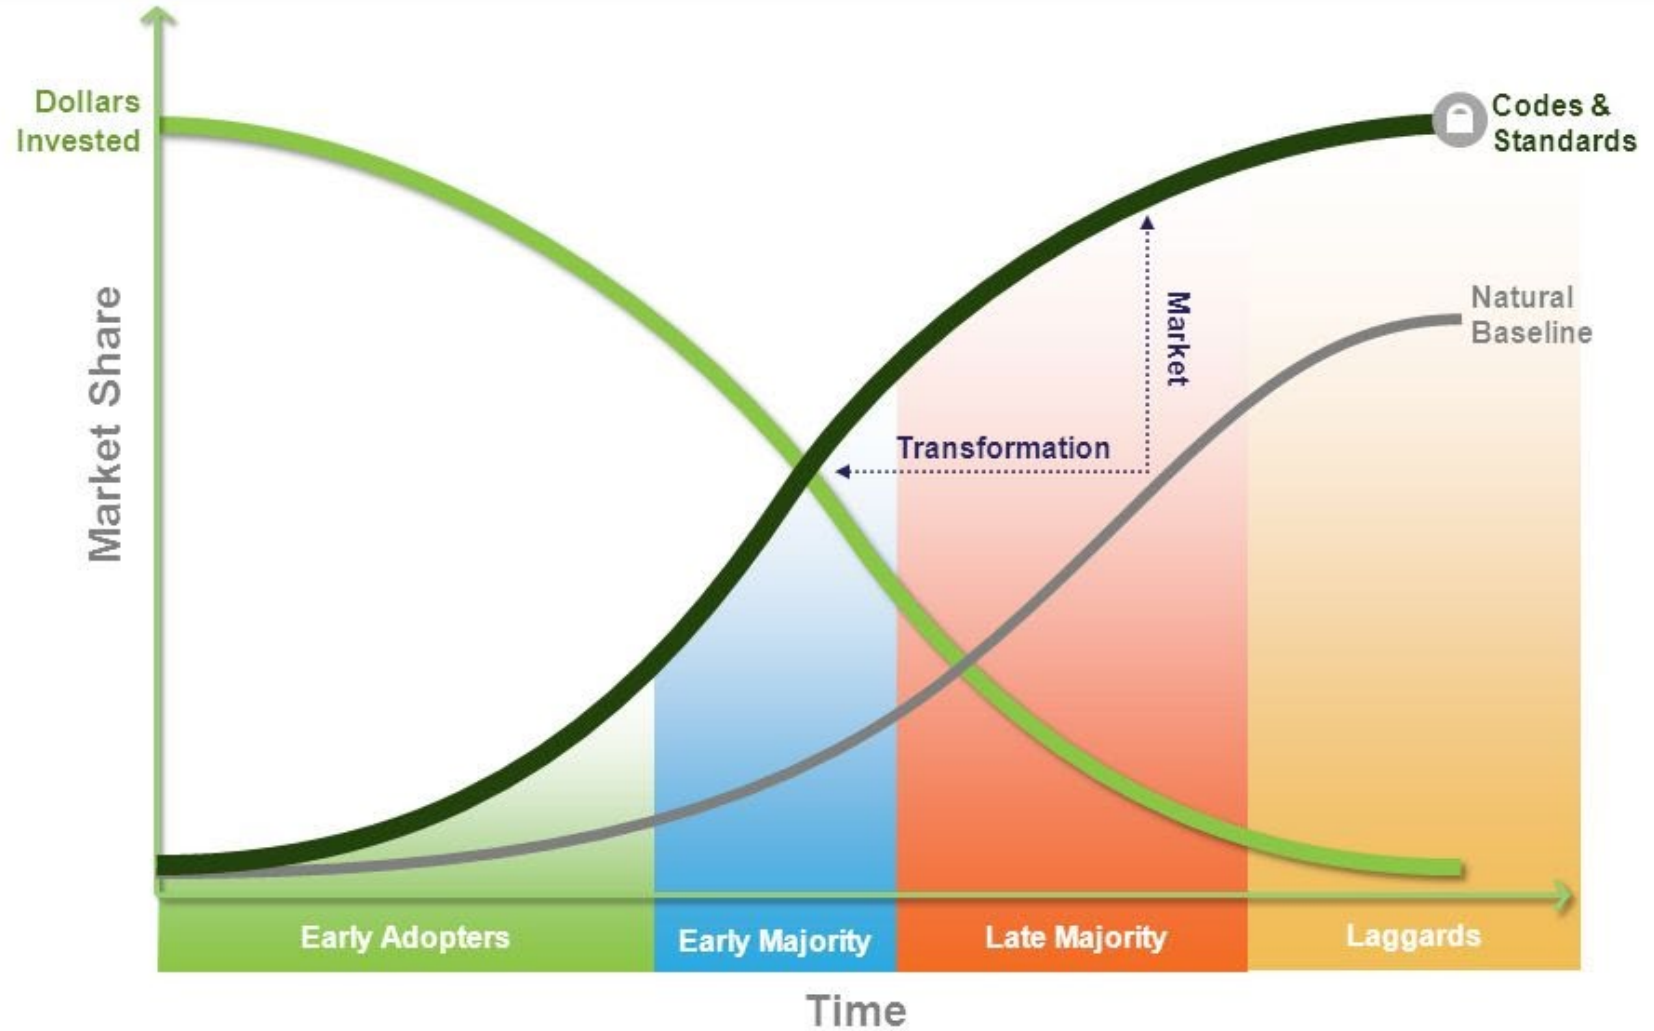 Dollars
Invested
Codes &
Standards
Market Share
Natural
Baseline
Market
Transformation
Early Adopters
Early Majority
Late Majority
Laggards
Time